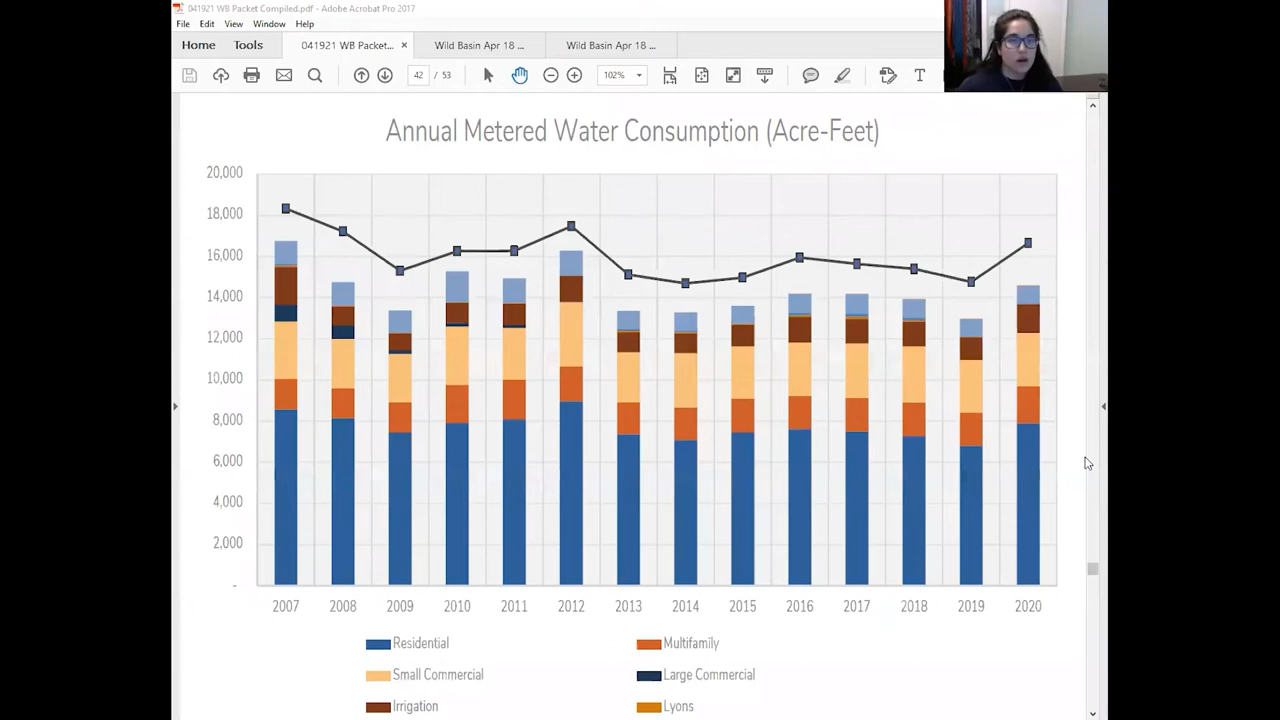 041921 WB Packet Compiled.pdf - Adobe Acrobat Pro 2017
File Edit View Window Help
Home Tools 041921 WB Packet... × Wild Basin Apr 18 ... Wild Basin Apr 18 ...
42 / 53 102% T
Annual Metered Water Consumption (Acre-Feet)
20,000
18,000
16,000
14,000
12,000
10,000
8,000
6,000
4,000
2,000
-
2007 2008 2009 2010 2011 2012 2013 2014 2015 2016 2017 2018 2019 2020
Residential Multifamily
Small Commercial Large Commercial
Irrigation Lyons